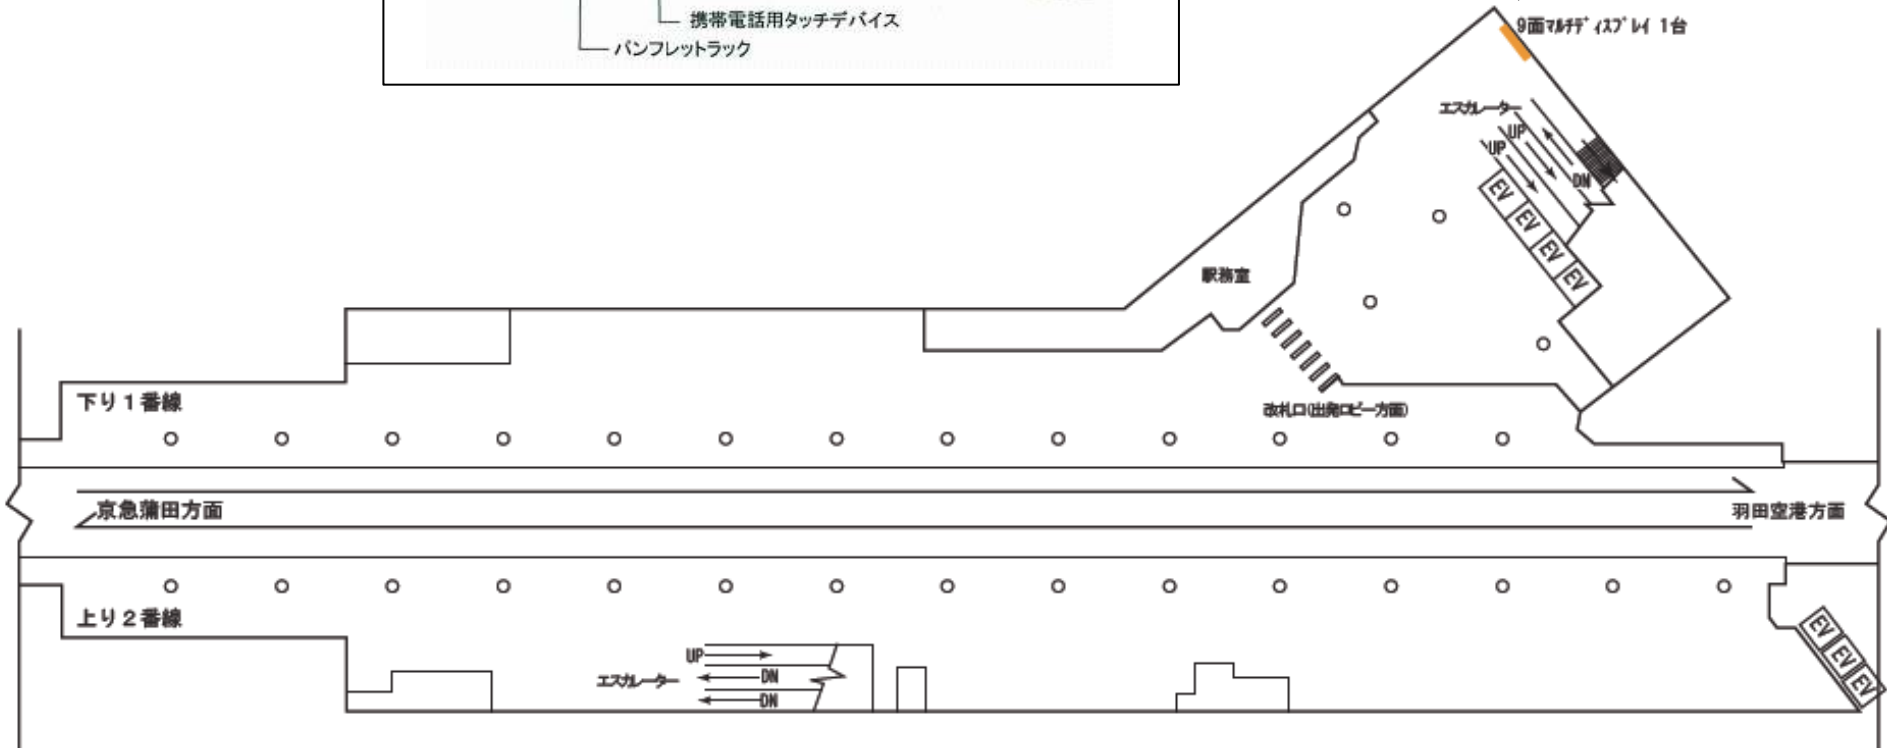 携帯電話用タッチデバイス
パンフレットラック
9面マルチディスプレイ 1台
エスカレーター
UP
UP
DN
EV
EV
EV
EV
駅務室
改札口(出発ロビー方面)
下り1番線
京急蒲田方面
羽田空港方面
上り2番線
エスカレーター
UP
DN
DN
EV
EV
EV